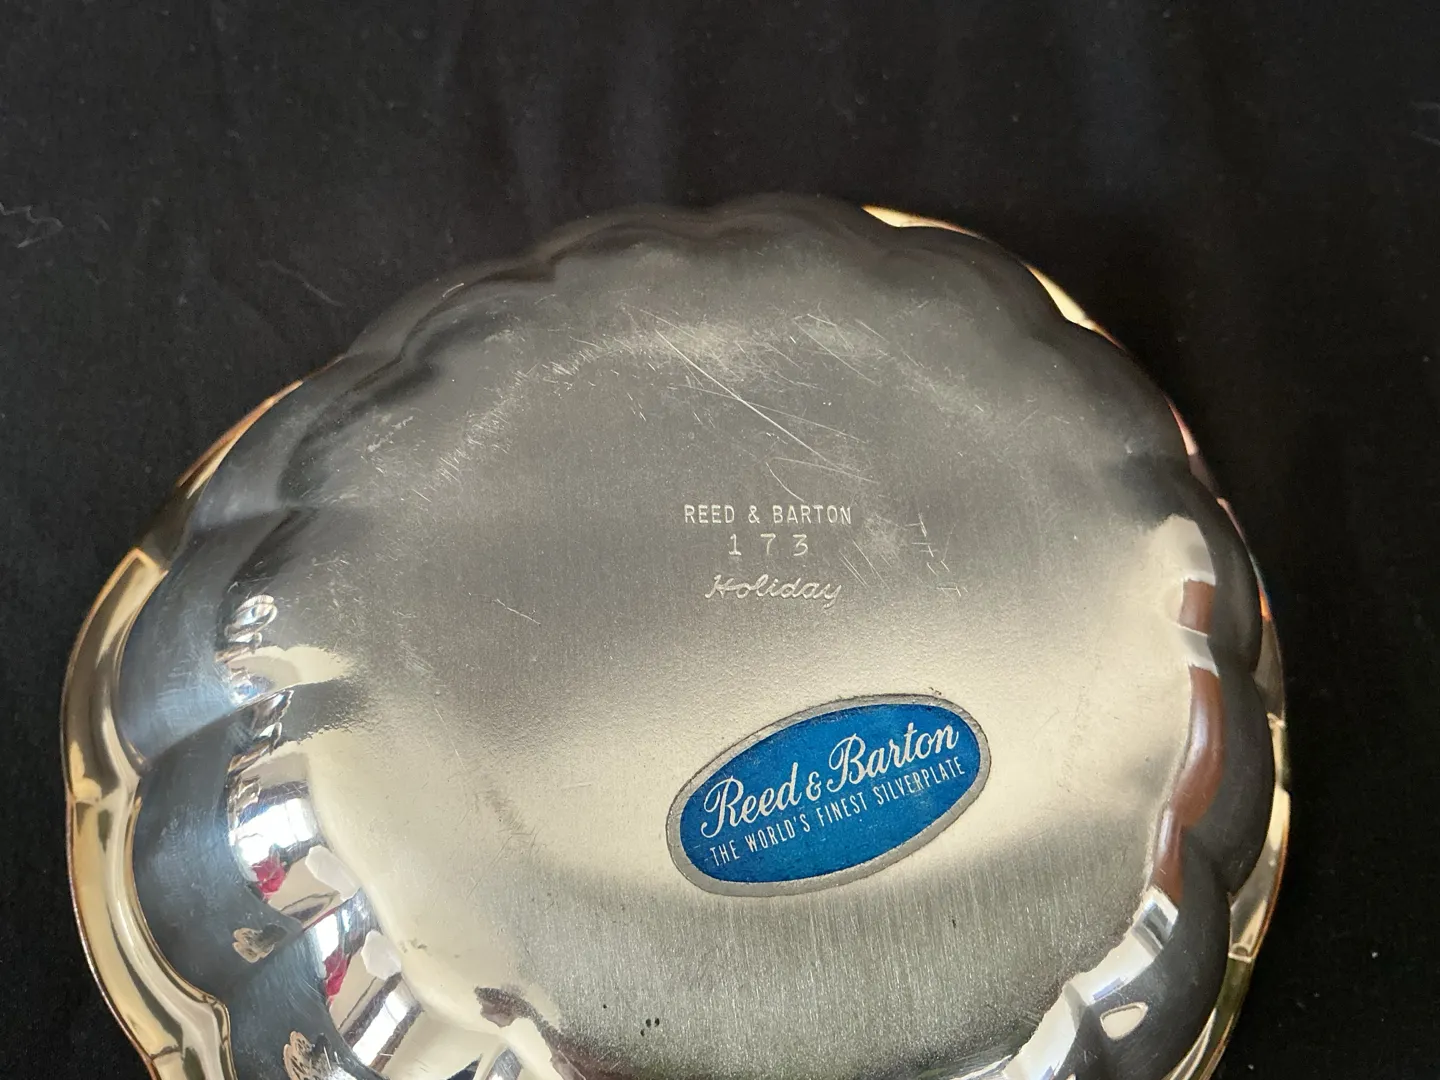 REED & BARTON
173
Holiday
Reed & Barton
THE WORLD'S FINEST SILVERPLATE